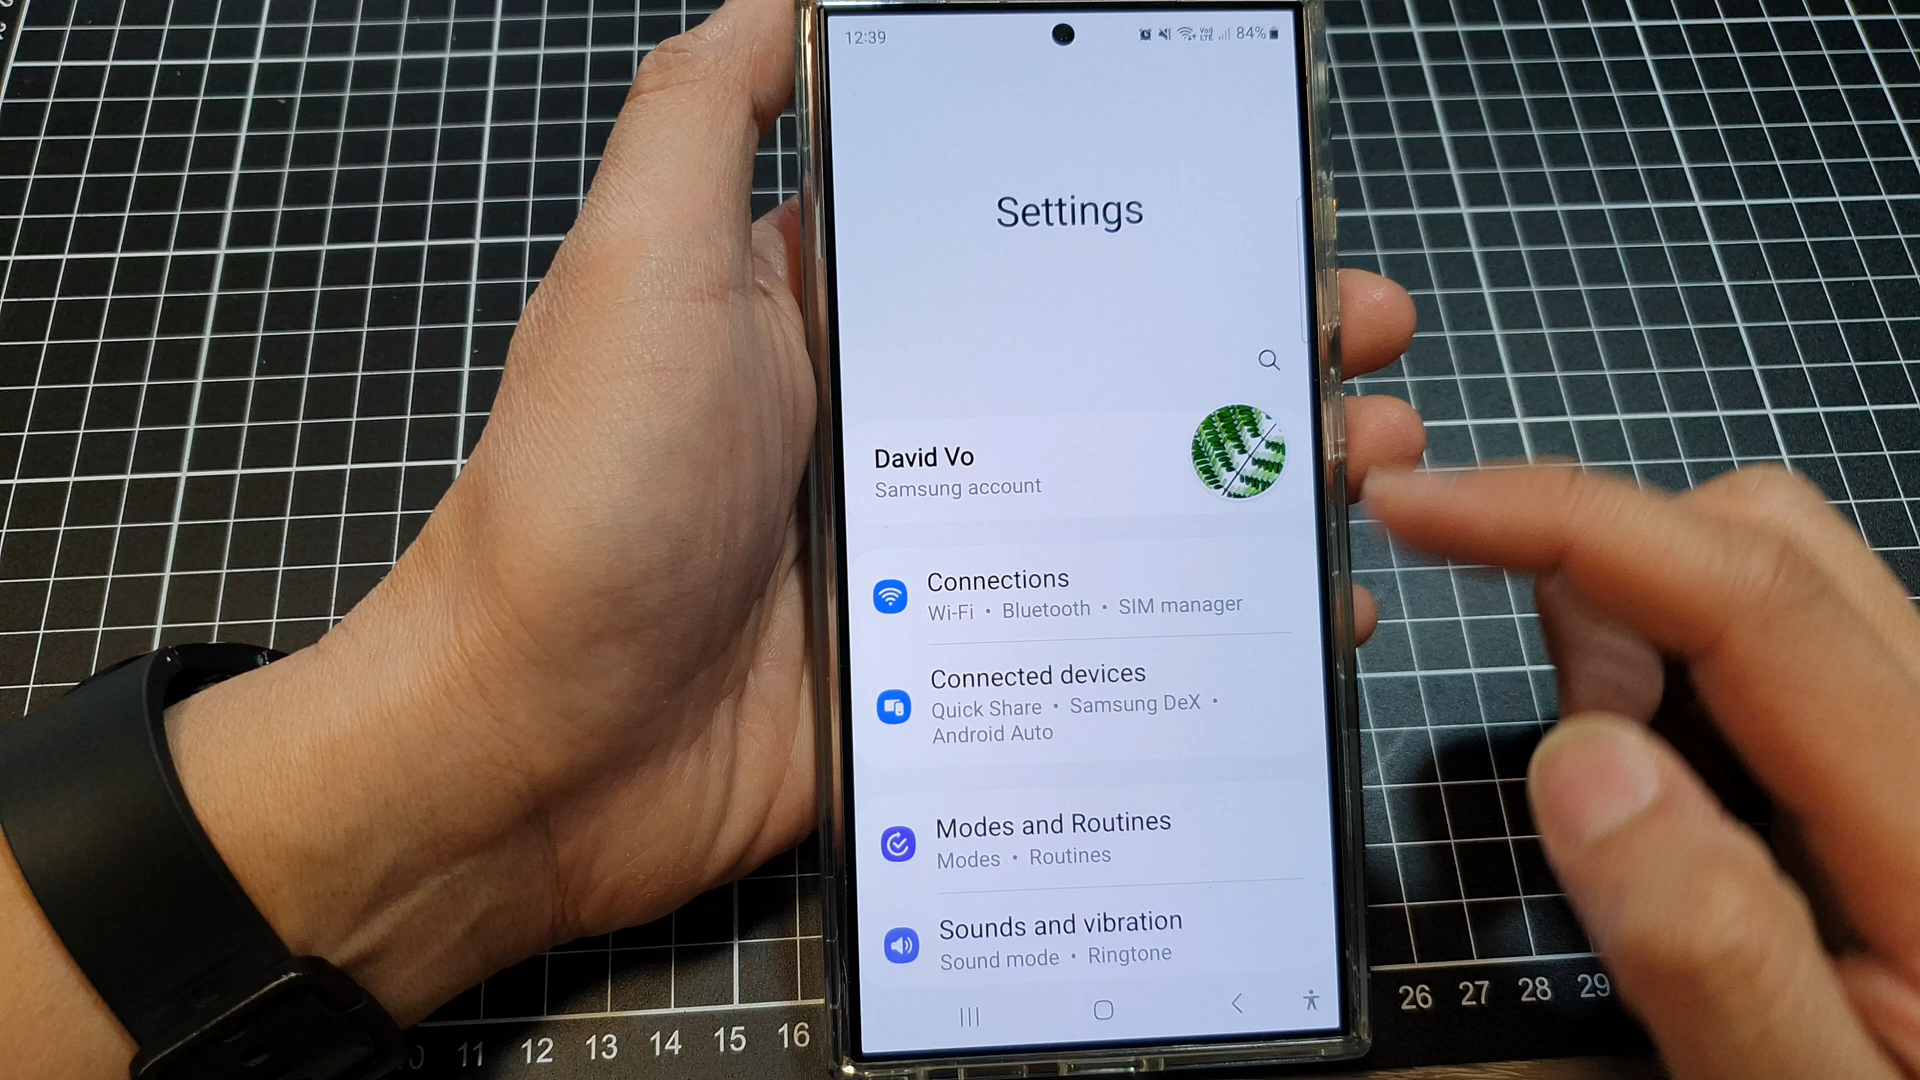 12:39
Voᴵ)
LTE
84%
Settings
David Vo
Samsung account
Connections
Wi-Fi • Bluetooth • SIM manager
Connected devices
Quick Share • Samsung DeX •
Android Auto
Modes and Routines
Modes • Routines
Sounds and vibration
Sound mode • Ringtone
11 12 13 14 15 16
26 27 28 29